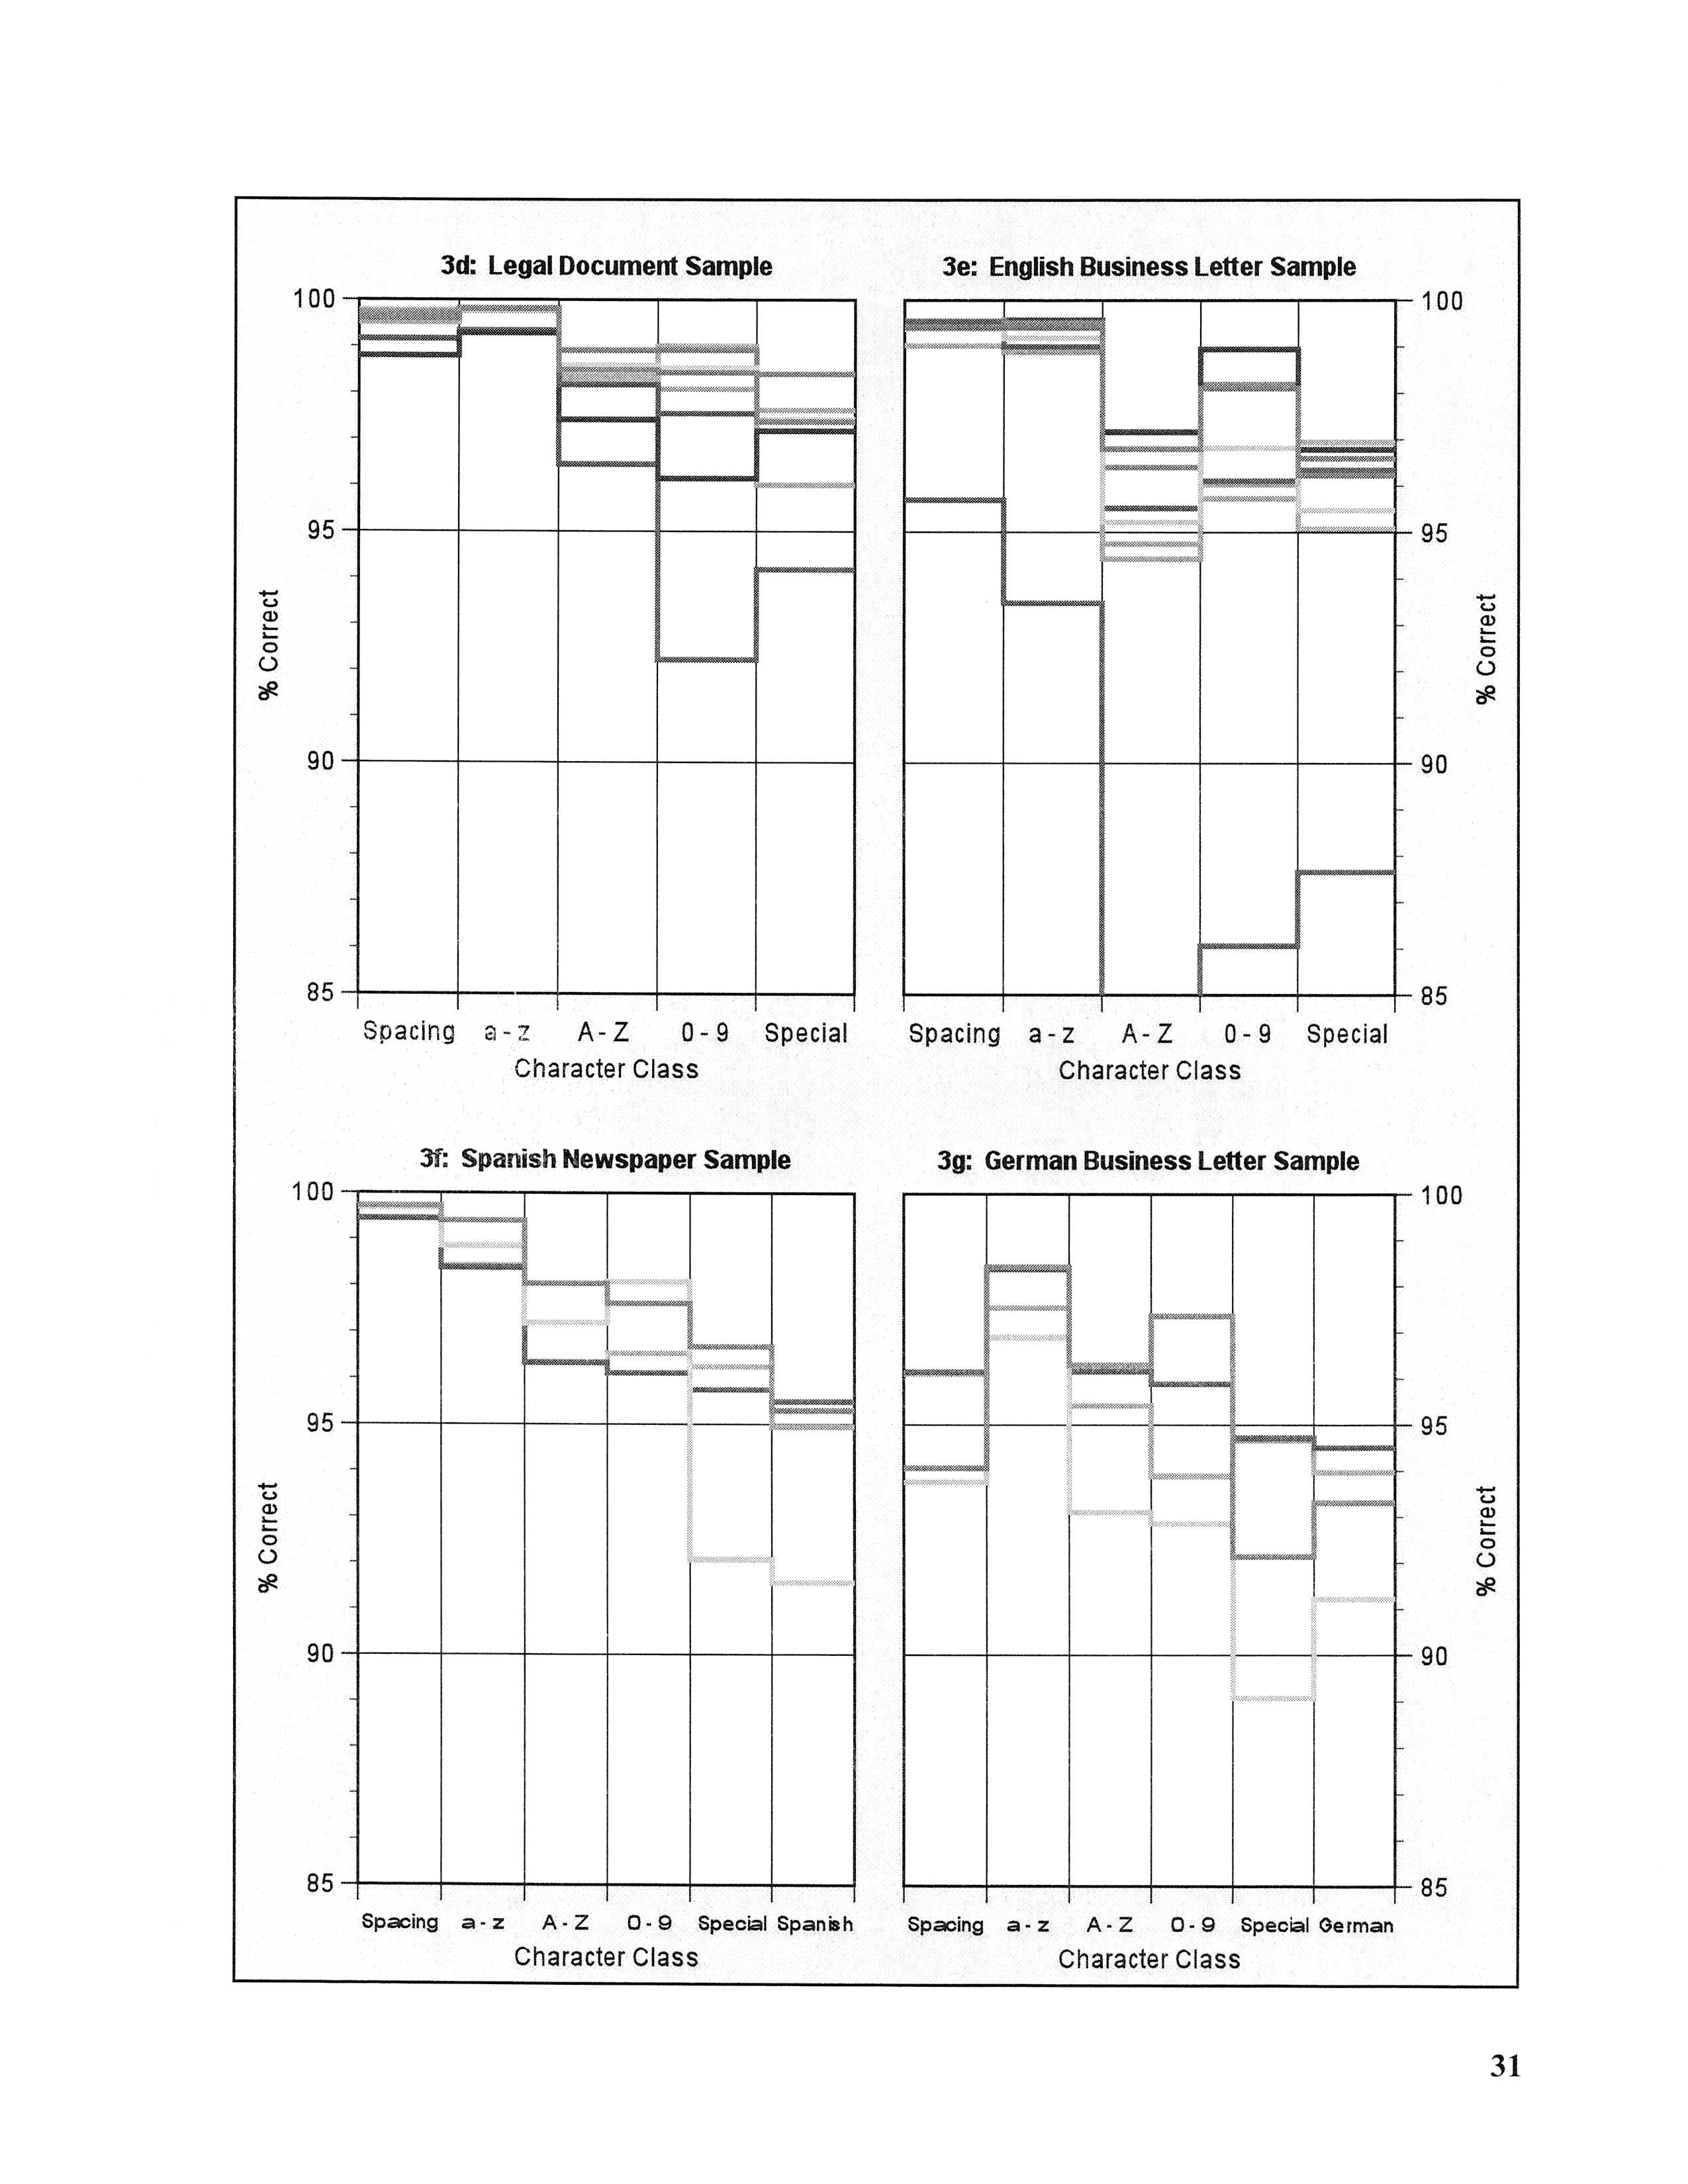 3d: Legal Document Sample
100
95
90
85
% Correct
Spacing a - z A - Z 0 - 9 Special
Character Class
3e: English Business Letter Sample
100
95
90
85
% Correct
Spacing a - z A - Z 0 - 9 Special
Character Class
3f: Spanish Newspaper Sample
100
95
90
85
% Correct
Spacing a - z A - Z 0 - 9 Special Spanish
Character Class
3g: German Business Letter Sample
100
95
90
85
% Correct
Spacing a - z A - Z 0 - 9 Special German
Character Class
31